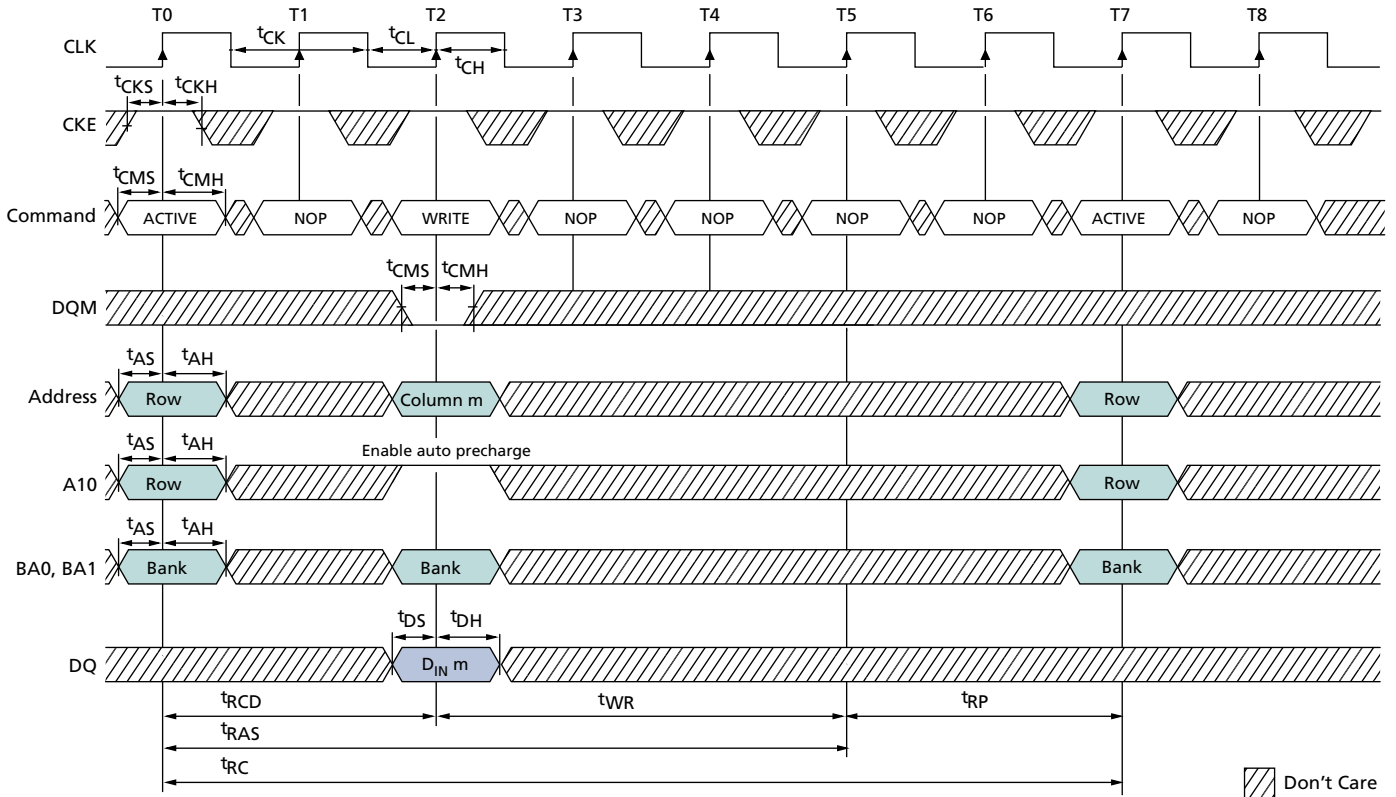 T0 T1 T2 T3 T4 T5 T6 T7 T8
CLK
tCK tCL
tCH
tCKS tCKH
CKE
tCMS tCMH
Command ACTIVE NOP WRITE NOP NOP NOP NOP ACTIVE NOP
tCMS tCMH
DQM
tAS tAH
Address Row Column m Row
tAS tAH Enable auto precharge
A10 Row Row
tAS tAH
BA0, BA1 Bank Bank Bank
tDS tDH
DQ DIN m
tRCD tWR tRP
tRAS
tRC
Don't Care